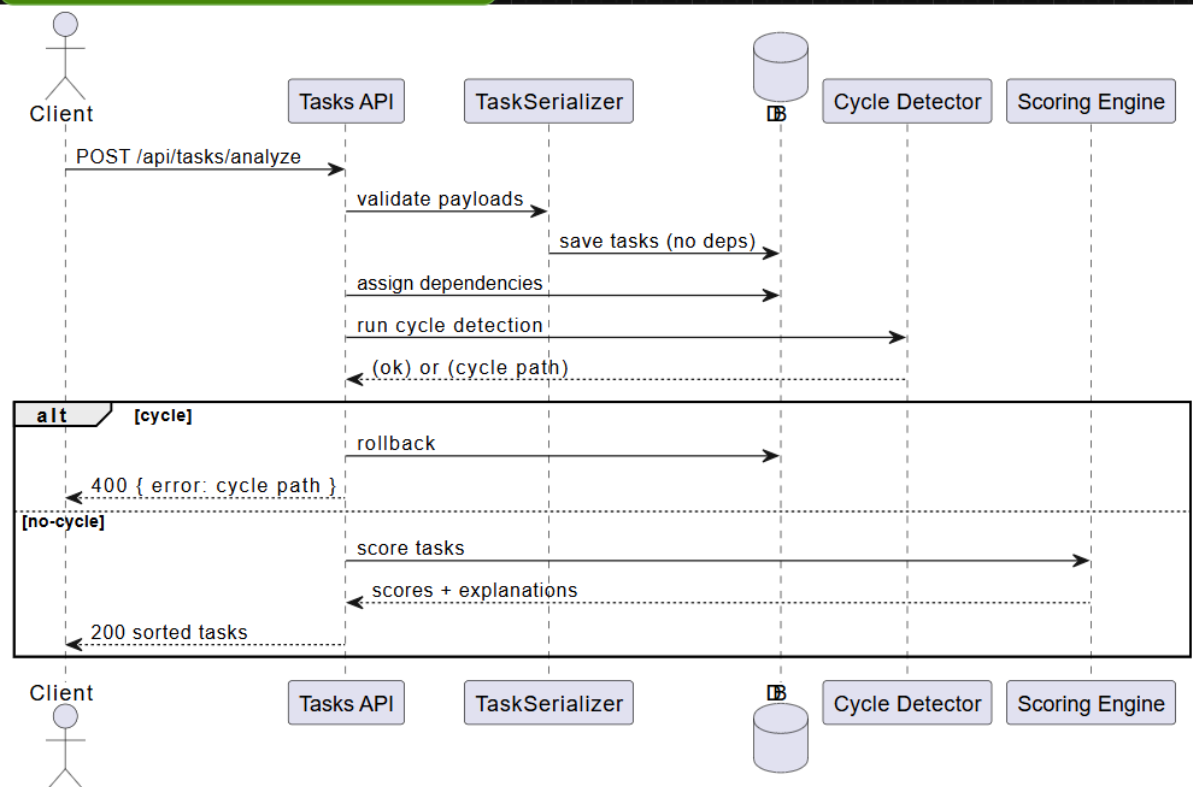 Client
Tasks API
TaskSerializer
DB
Cycle Detector
Scoring Engine
POST /api/tasks/analyze
validate payloads
save tasks (no deps)
assign dependencies
run cycle detection
(ok) or (cycle path)
alt [cycle]
rollback
400 { error: cycle path }
[no-cycle]
score tasks
scores + explanations
200 sorted tasks
Client
Tasks API
TaskSerializer
DB
Cycle Detector
Scoring Engine